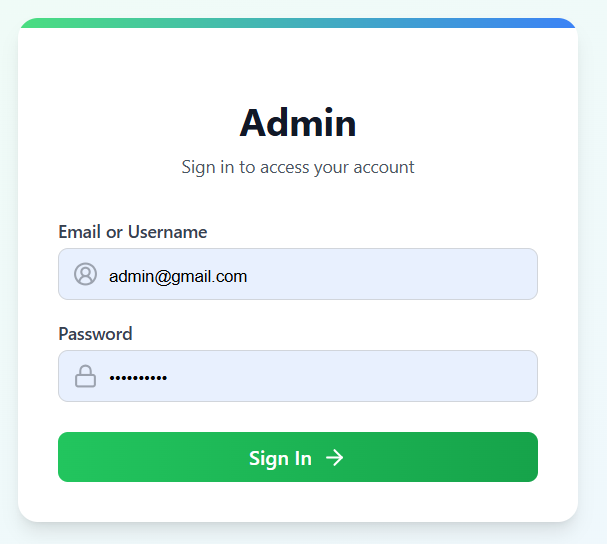 Admin
Sign in to access your account
Email or Username
admin@gmail.com
Password
••••••••••
Sign In →